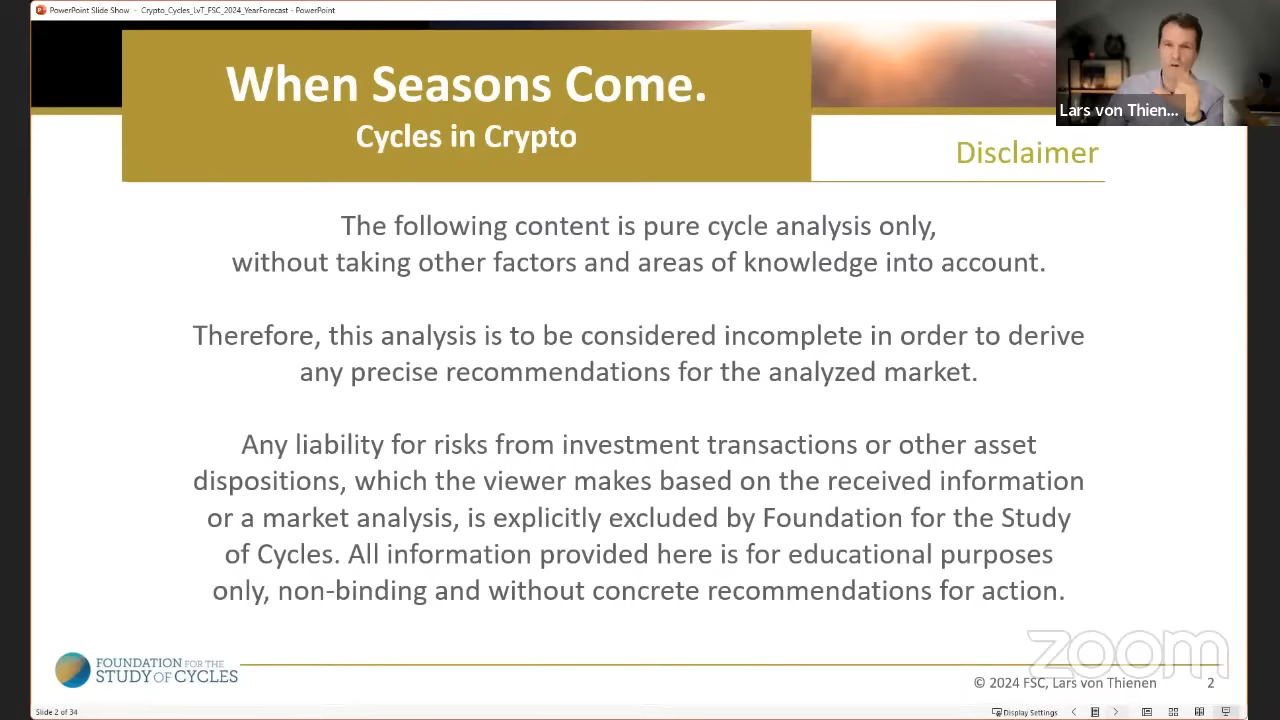 PowerPoint Slide Show - Crypto_Cycles_LvT_FSC_2024_YearForecast - PowerPoint
When Seasons Come.
Cycles in Crypto
Lars von Thien...
Disclaimer
The following content is pure cycle analysis only,
without taking other factors and areas of knowledge into account.
Therefore, this analysis is to be considered incomplete in order to derive
any precise recommendations for the analyzed market.
Any liability for risks from investment transactions or other asset
dispositions, which the viewer makes based on the received information
or a market analysis, is explicitly excluded by Foundation for the Study
of Cycles. All information provided here is for educational purposes
only, non-binding and without concrete recommendations for action.
zoom
FOUNDATION FOR THE
STUDY OF CYCLES
© 2024 FSC, Lars von Thienen
2
Slide 2 of 34
Display Settings